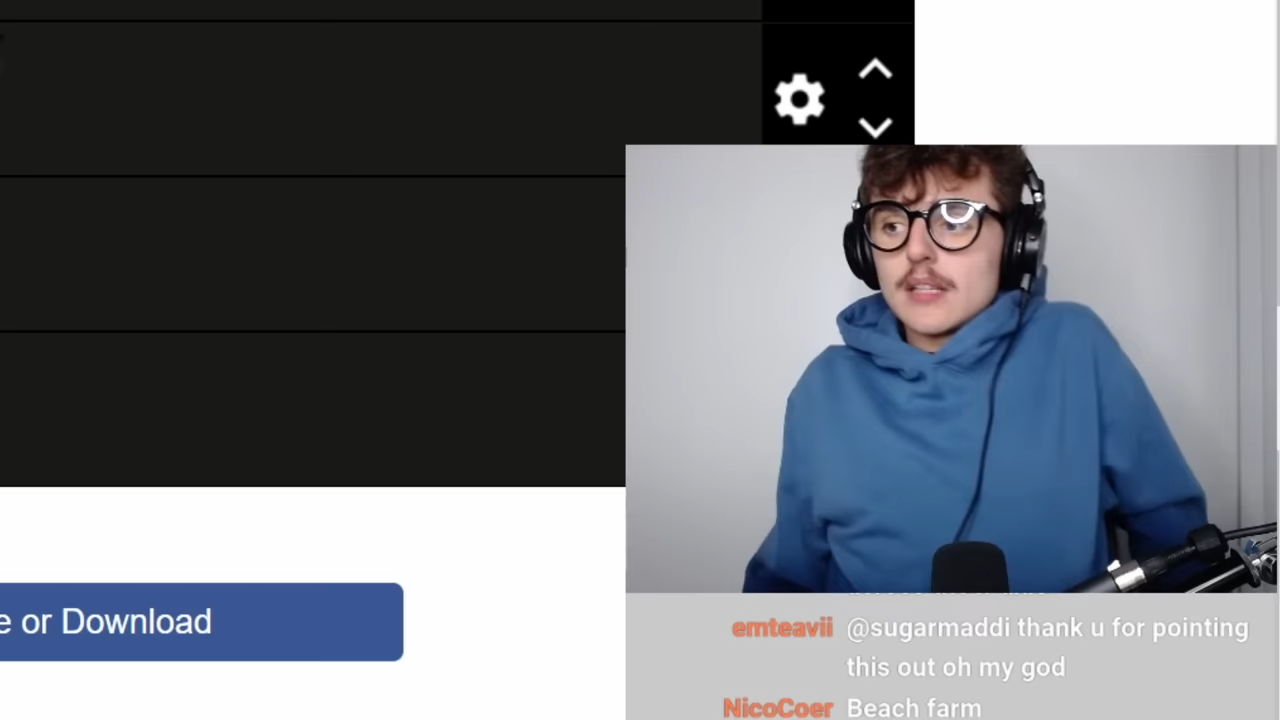 e or Download
emteavii @sugarmaddi thank u for pointing
this out oh my god
NicoCoer Beach farm